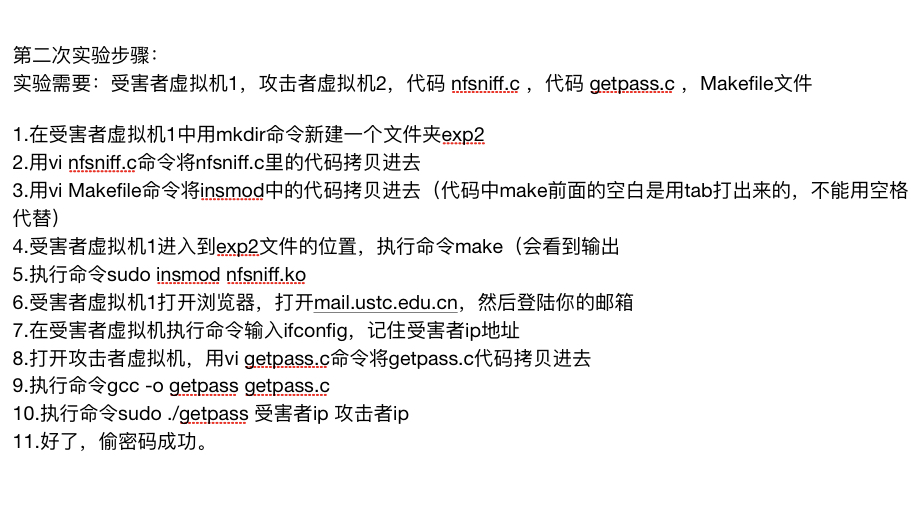 第二次实验步骤：
实验需要：受害者虚拟机1，攻击者虚拟机2，代码 nfsniff.c ，代码 getpass.c ，Makefile文件
1.在受害者虚拟机1中用mkdir命令新建一个文件夹exp2
2.用vi nfsniff.c命令将nfsniff.c里的代码拷贝进去
3.用vi Makefile命令将insmod中的代码拷贝进去（代码中make前面的空白是用tab打出来的，不能用空格
代替）
4.受害者虚拟机1进入到exp2文件的位置，执行命令make（会看到输出
5.执行命令sudo insmod nfsniff.ko
6.受害者虚拟机1打开浏览器，打开mail.ustc.edu.cn，然后登陆你的邮箱
7.在受害者虚拟机执行命令输入ifconfig，记住受害者ip地址
8.打开攻击者虚拟机，用vi getpass.c命令将getpass.c代码拷贝进去
9.执行命令gcc -o getpass getpass.c
10.执行命令sudo ./getpass 受害者ip 攻击者ip
11.好了，偷密码成功。